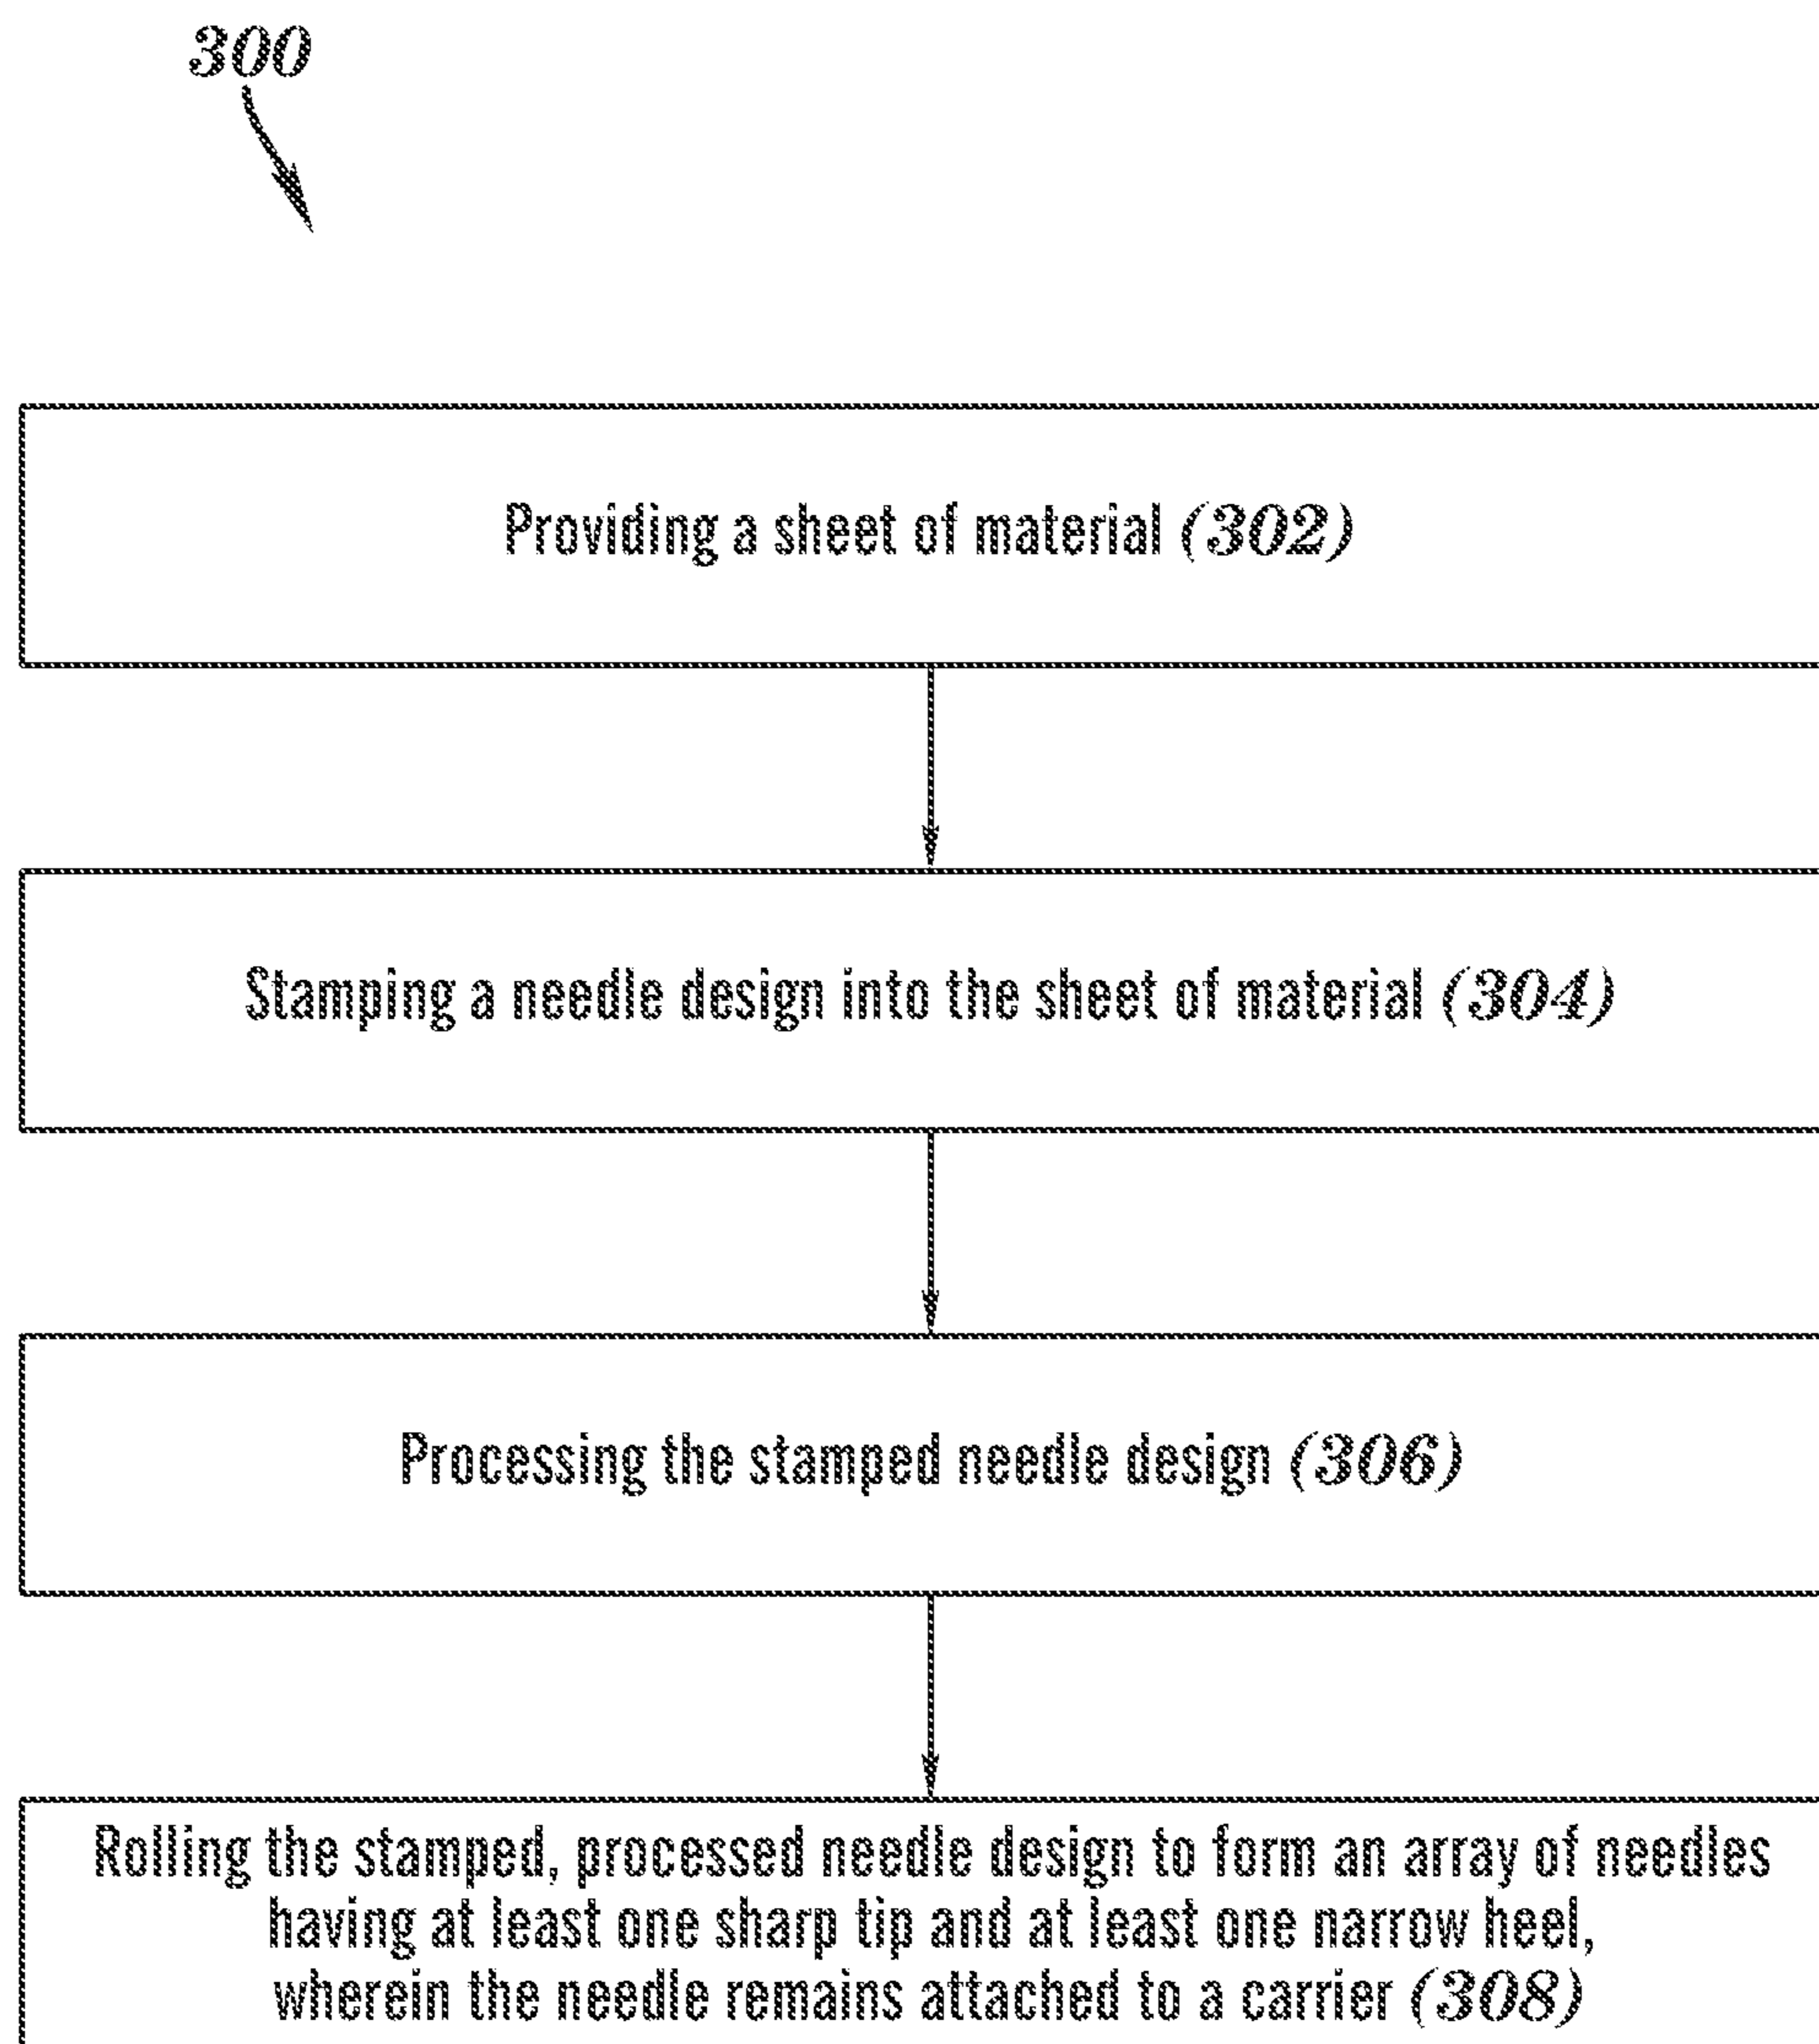 300
Providing a sheet of material (302)
Stamping a needle design into the sheet of material (304)
Processing the stamped needle design (306)
Rolling the stamped, processed needle design to form an array of needles
having at least one sharp tip and at least one narrow heel,
wherein the needle remains attached to a carrier (308)